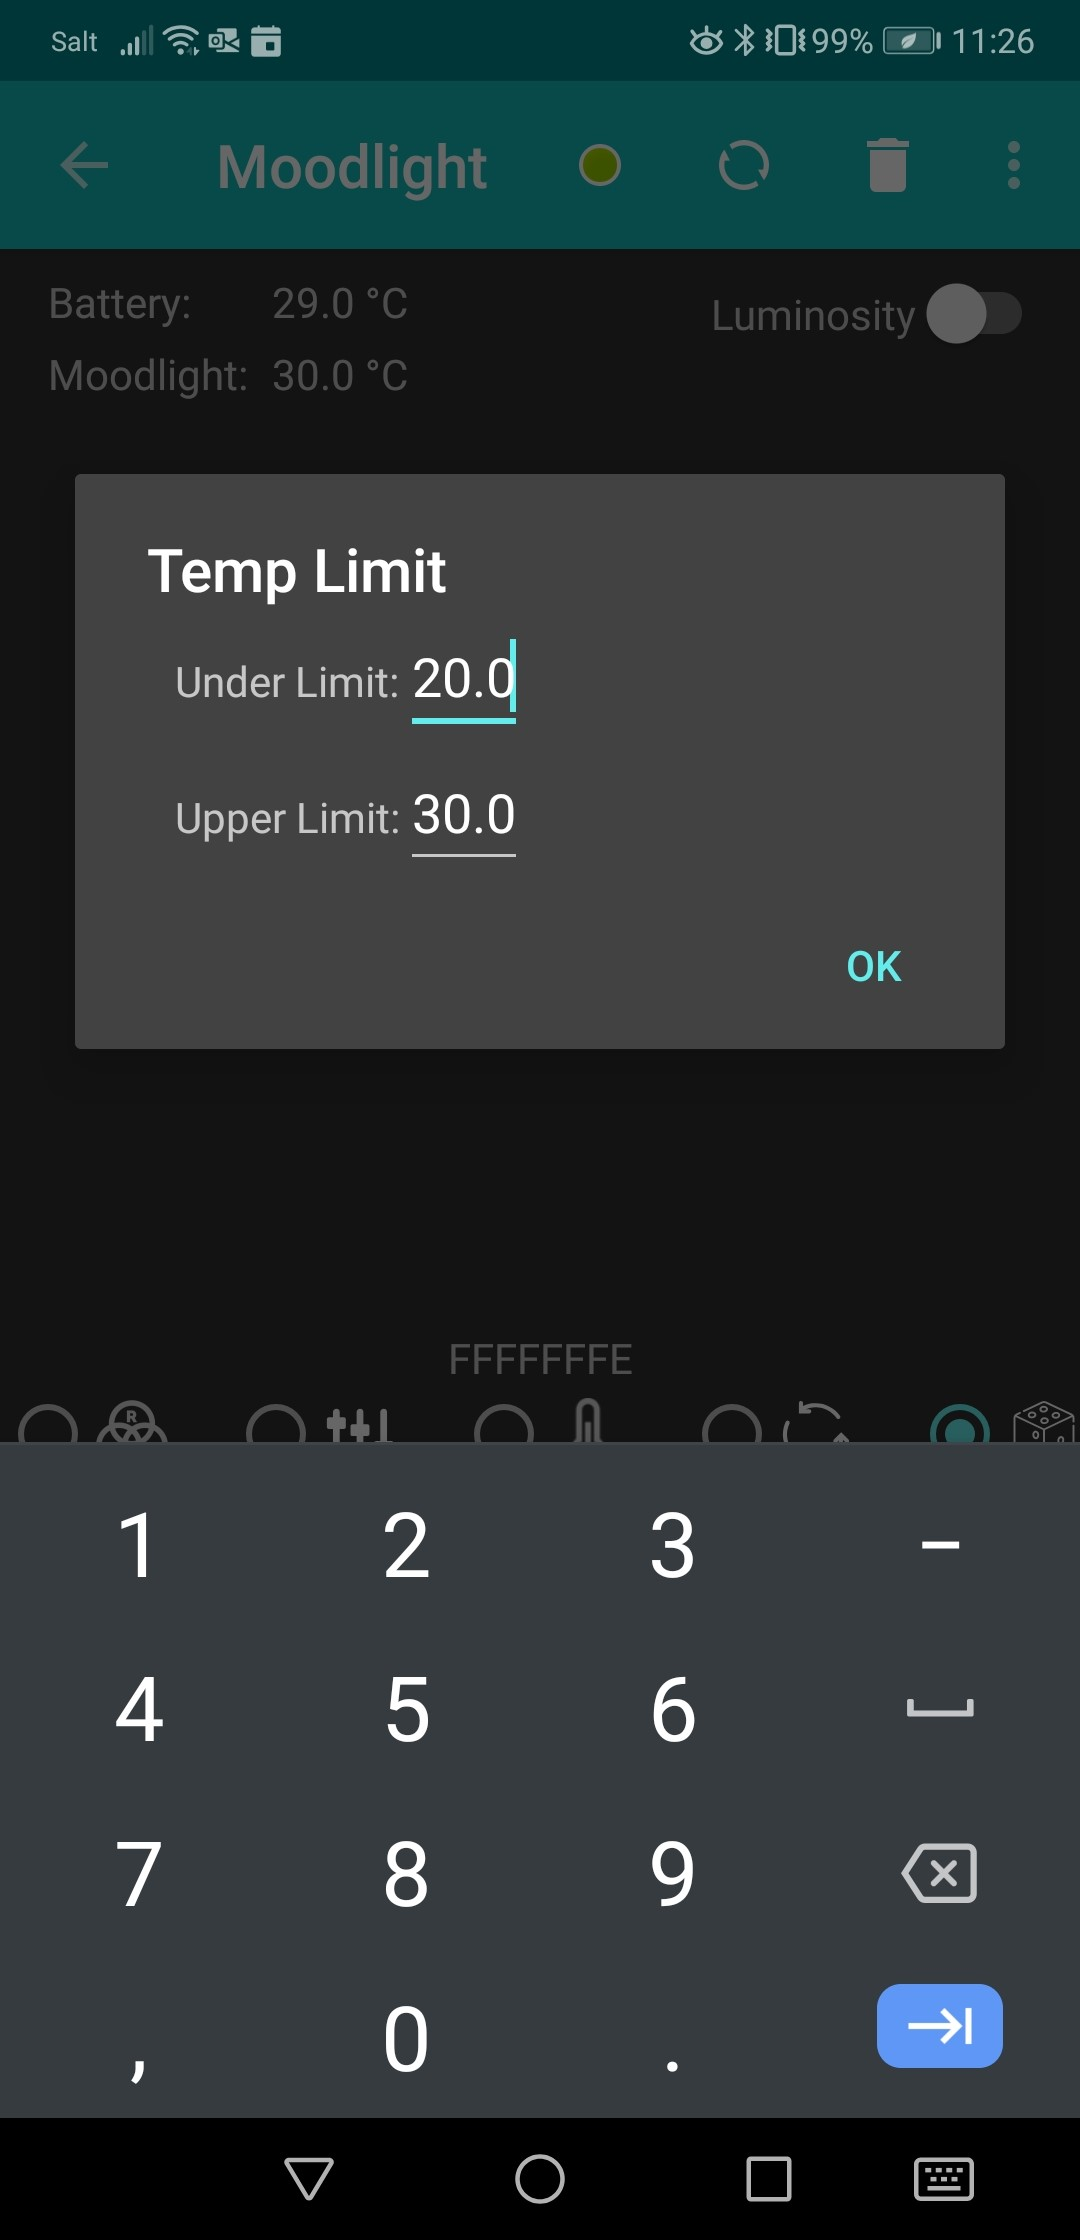 Salt 99% 11:26
Moodlight
Battery: 29.0 °C Luminosity
Moodlight: 30.0 °C
Temp Limit
Under Limit: 20.0
Upper Limit: 30.0
OK
FFFFFFFE
R
1 2 3 –
4 5 6
7 8 9
, 0 .